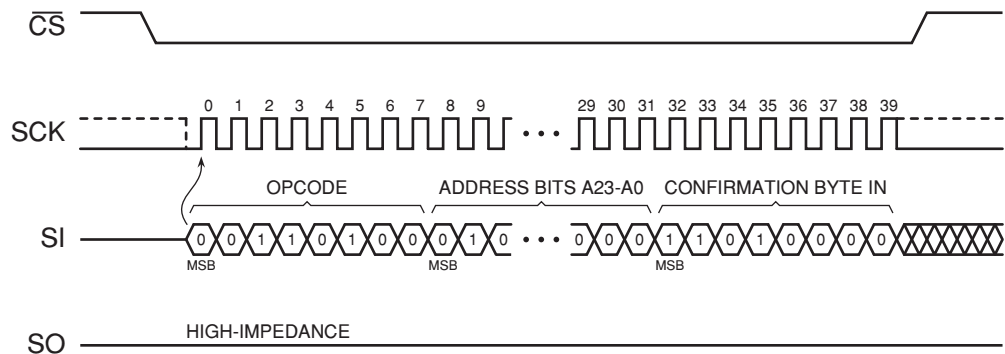 CS
0 1 2 3 4 5 6 7 8 9 29 30 31 32 33 34 35 36 37 38 39
SCK
OPCODE ADDRESS BITS A23-A0 CONFIRMATION BYTE IN
SI 0 0 1 1 0 1 0 0 0 1 0 0 0 0 1 1 0 1 0 0 0 0
MSB MSB MSB
HIGH-IMPEDANCE
SO